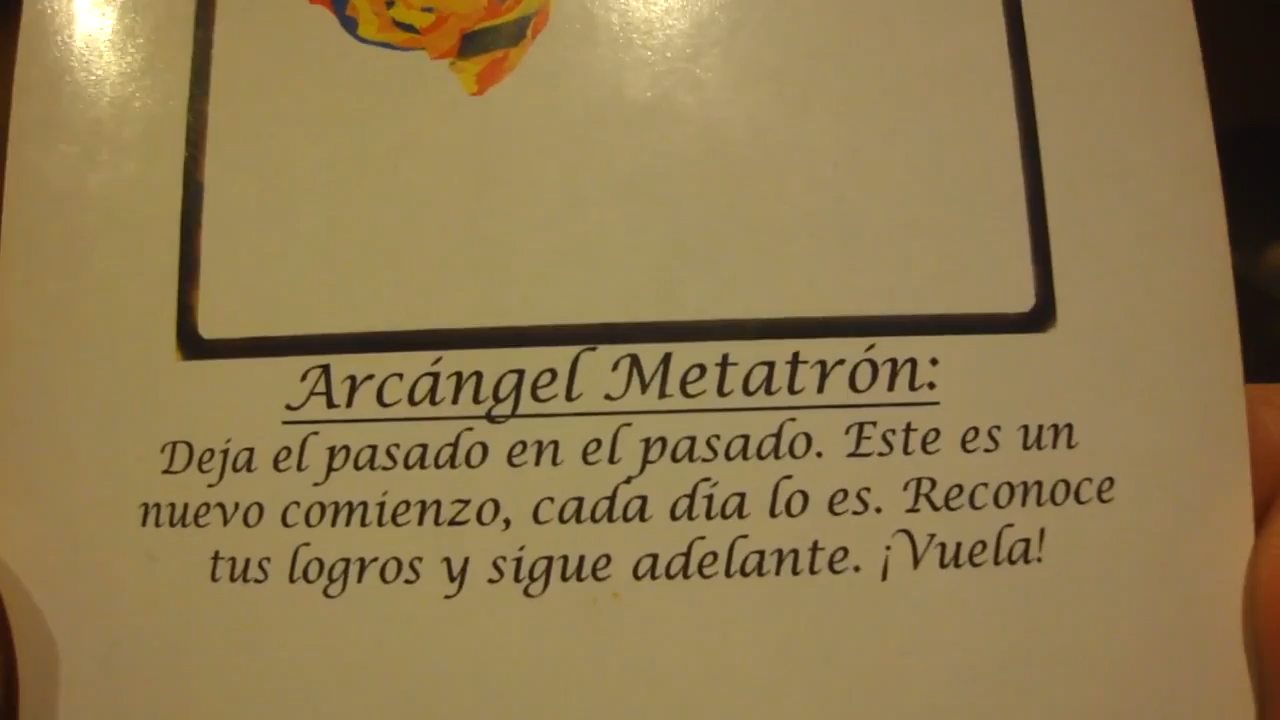 Arcángel Metatrón:
Deja el pasado en el pasado. Este es un
nuevo comienzo, cada día lo es. Reconoce
tus logros y sigue adelante. ¡Vuela!